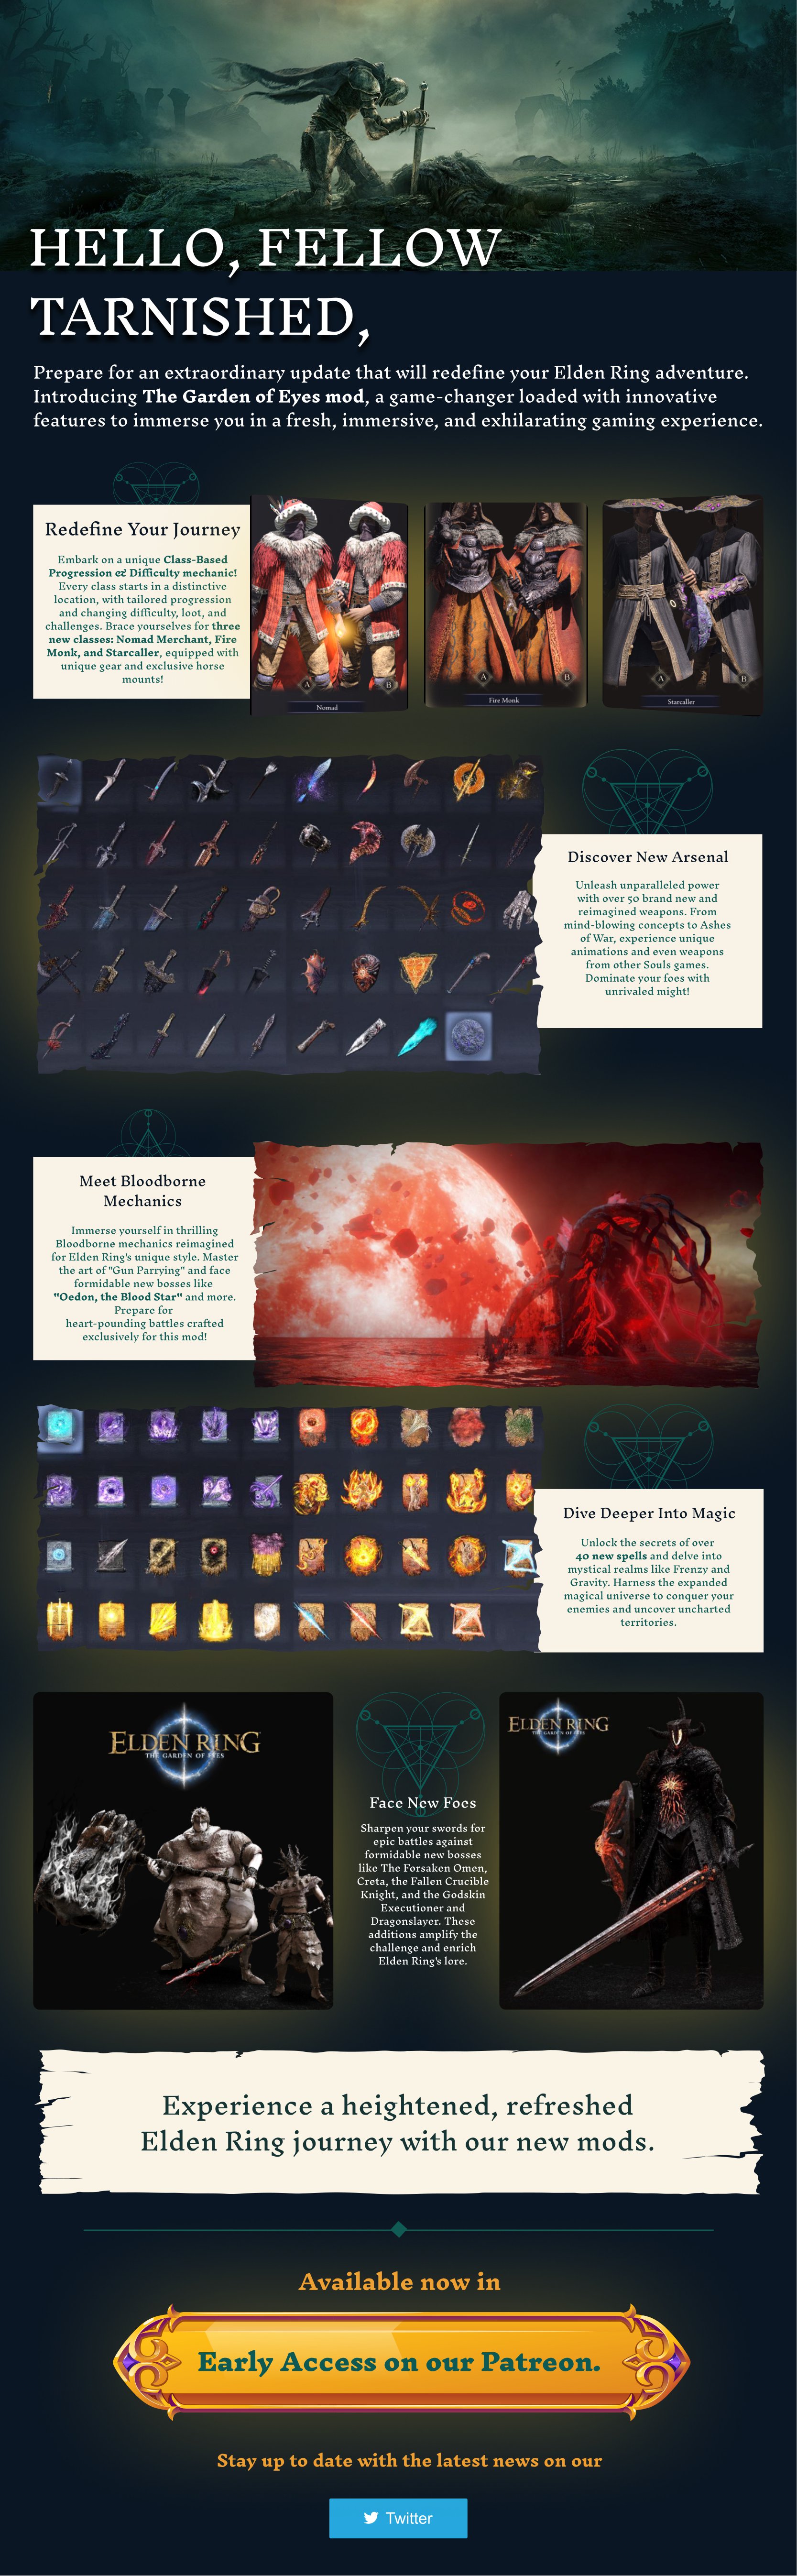 HELLO, FELLOW
TARNISHED,
Prepare for an extraordinary update that will redefine your Elden Ring adventure.
Introducing The Garden of Eyes mod, a game-changer loaded with innovative
features to immerse you in a fresh, immersive, and exhilarating gaming experience.
Redefine Your Journey
Embark on a unique Class-Based
Progression & Difficulty mechanic!
Every class starts in a distinctive
location, with tailored progression
and changing difficulty, loot, and
challenges. Brace yourselves for three
new classes: Nomad Merchant, Fire
Monk, and Starcaller, equipped with
unique gear and exclusive horse
mounts!
A
B
Nomad
A
B
Fire Monk
A
B
Starcaller
Discover New Arsenal
Unleash unparalleled power
with over 50 brand new and
reimagined weapons. From
mind-blowing concepts to Ashes
of War, experience unique
animations and even weapons
from other Souls games.
Dominate your foes with
unrivaled might!
Meet Bloodborne
Mechanics
Immerse yourself in thrilling
Bloodborne mechanics reimagined
for Elden Ring's unique style. Master
the art of "Gun Parrying" and face
formidable new bosses like
"Oedon, the Blood Star" and more.
Prepare for
heart-pounding battles crafted
exclusively for this mod!
Dive Deeper Into Magic
Unlock the secrets of over
40 new spells and delve into
mystical realms like Frenzy and
Gravity. Harness the expanded
magical universe to conquer your
enemies and uncover uncharted
territories.
ELDEN RING
THE GARDEN OF EYES
Face New Foes
Sharpen your swords for
epic battles against
formidable new bosses
like The Forsaken Omen,
Creta, the Fallen Crucible
Knight, and the Godskin
Executioner and
Dragonslayer. These
additions amplify the
challenge and enrich
Elden Ring's lore.
ELDEN RING
THE GARDEN OF EYES
Experience a heightened, refreshed
Elden Ring journey with our new mods.
Available now in
Early Access on our Patreon.
Stay up to date with the latest news on our
Twitter